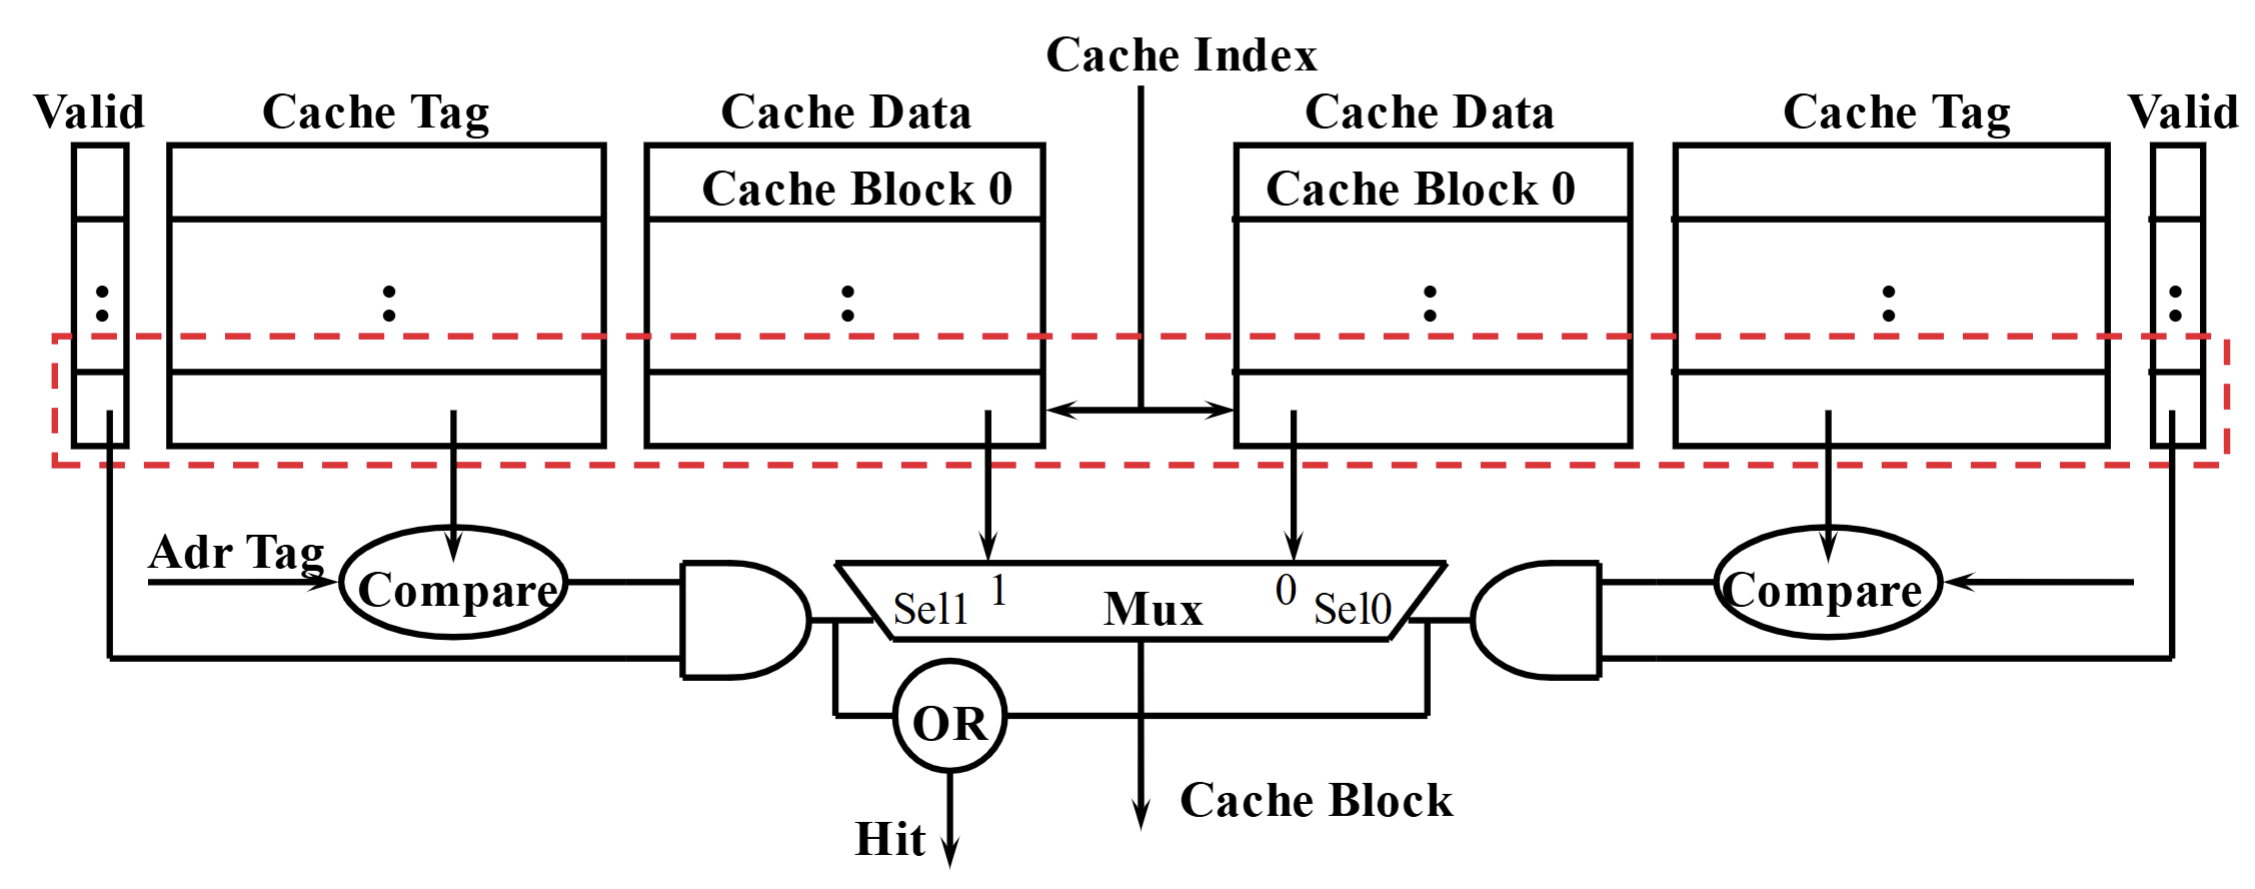 Cache Index
Valid
Cache Tag
Cache Data
Cache Data
Cache Tag
Valid
Cache Block 0
Cache Block 0
Adr Tag
Compare
Sel1
1
Mux
0
Sel0
Compare
OR
Cache Block
Hit